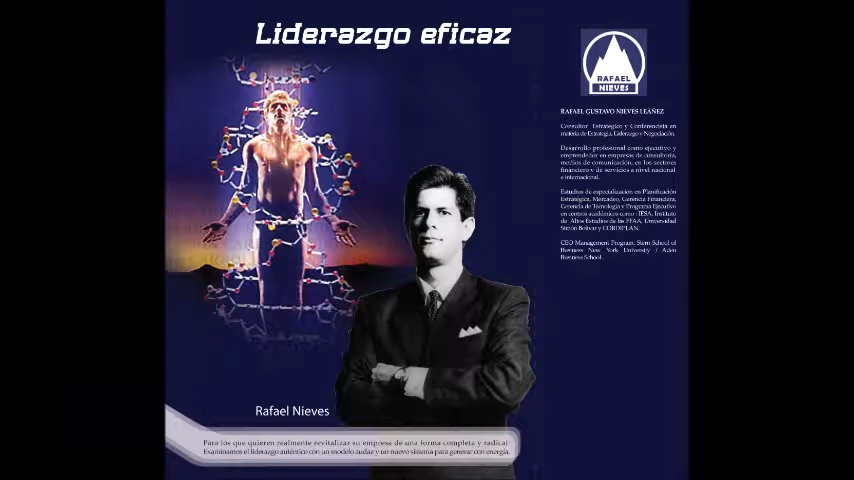 Liderazgo eficaz
RAFAEL
NIEVES
RAFAEL GUSTAVO NIEVES LEÁÑEZ
Consultor Estratégico y Conferencista en
materia de Estrategia, Liderazgo y Negociación.
Desarrollo profesional como ejecutivo y
emprendedor en empresas de consultoría,
medios de comunicación, en los sectores
financiero y de servicios a nivel nacional
e internacional.
Estudios de especialización en Planificación
Estratégica, Mercadeo, Gerencia Financiera,
Gerencia de Tecnología y Programa Ejecutivo
en centros académicos como : IESA, Instituto
de Altos Estudios de las FFAA, Universidad
Simón Bolívar y CORDIPLAN.
CEO Management Program, Stern School of
Business New York University / Aden
Business School.
Rafael Nieves
Para los que quieren realmente revitalizar su empresa de una forma completa y radical:
Examinamos el liderazgo auténtico con un modelo audaz y un nuevo sistema para generar con energía.